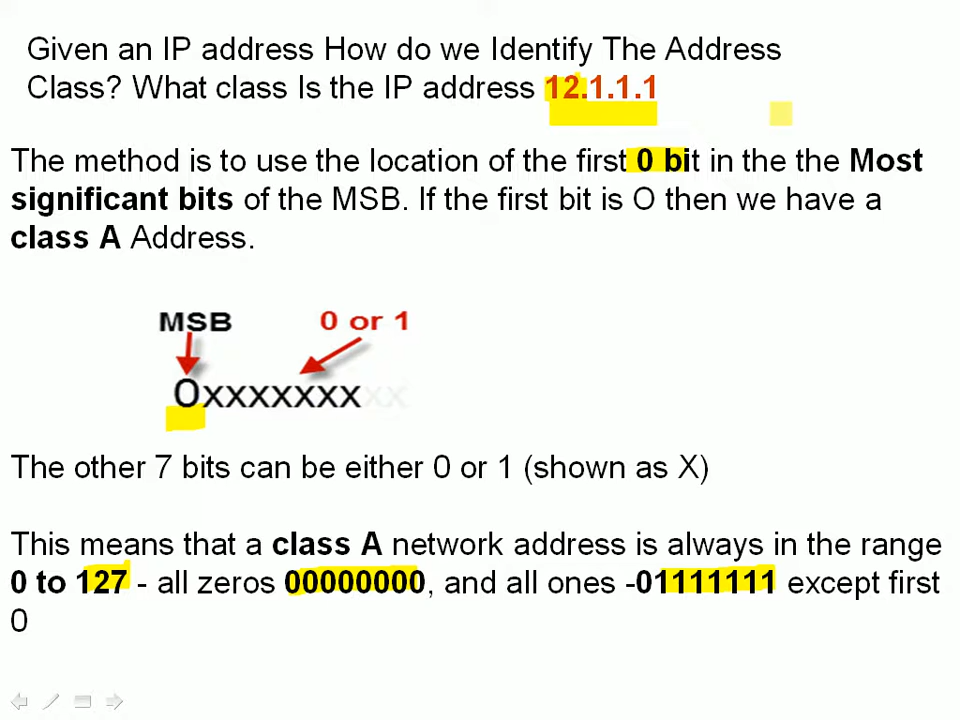 Given an IP address How do we Identify The Address
Class? What class Is the IP address 12.1.1.1
The method is to use the location of the first 0 bit in the the Most
significant bits of the MSB. If the first bit is O then we have a
class A Address.
MSB 0 or 1
0xxxxxxxxx
The other 7 bits can be either 0 or 1 (shown as X)
This means that a class A network address is always in the range
0 to 127 - all zeros 00000000, and all ones -01111111 except first
0